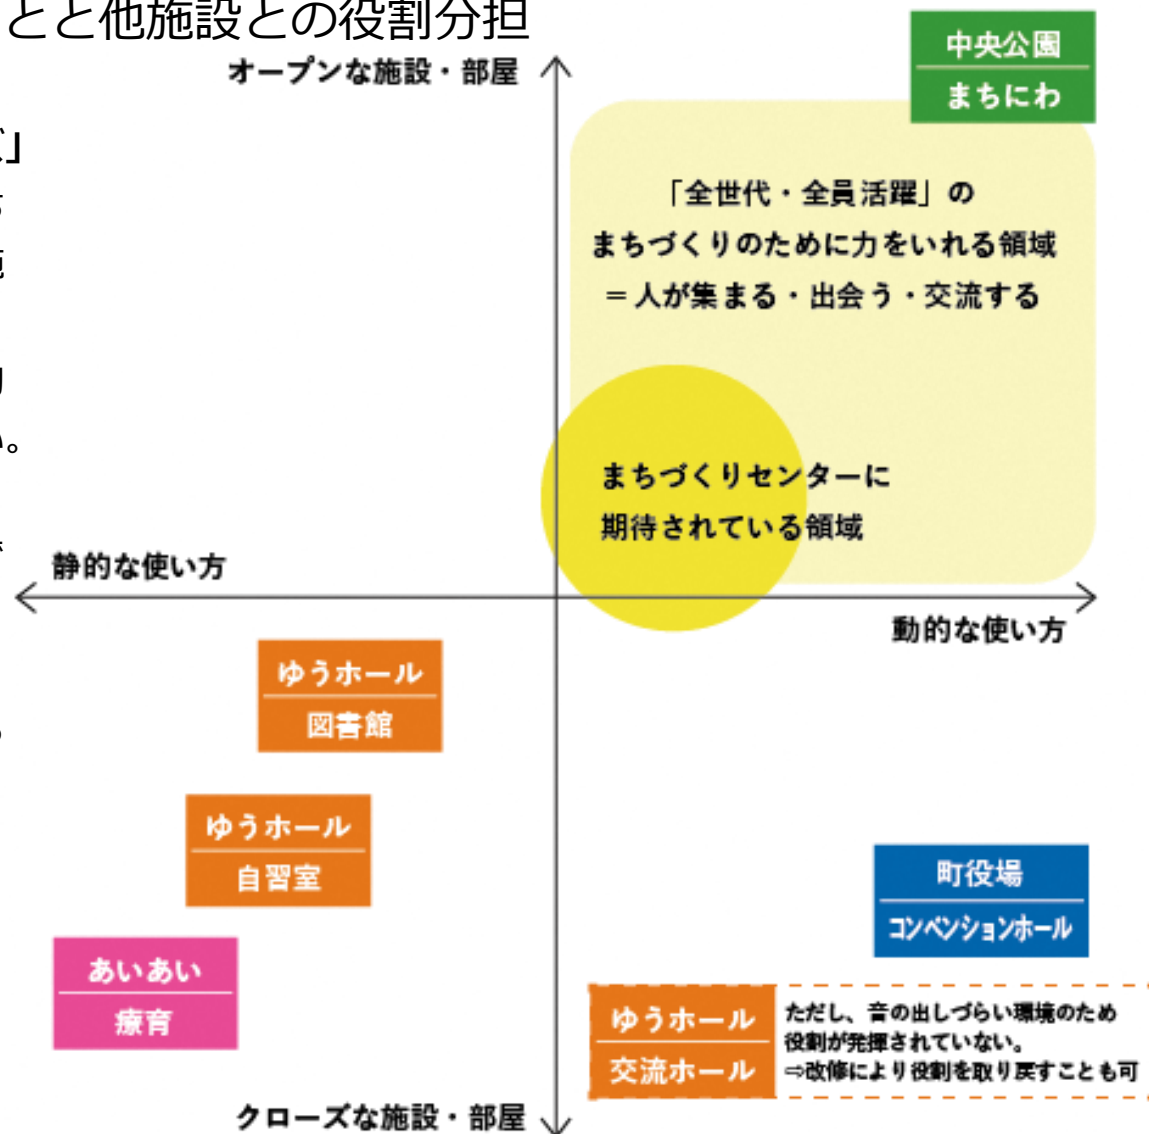 とと他施設との役割分担
オープンな施設・部屋
中央公園
まちにわ
「全世代・全員活躍」の
まちづくりのために力をいれる領域
＝人が集まる・出会う・交流する
まちづくりセンターに
期待されている領域
静的な使い方
動的な使い方
ゆうホール
図書館
ゆうホール
自習室
あいあい
療育
町役場
コンベンションホール
ゆうホール
交流ホール
ただし、音の出しづらい環境のため
役割が発揮されていない。
⇨改修により役割を取り戻すことも可
クローズな施設・部屋